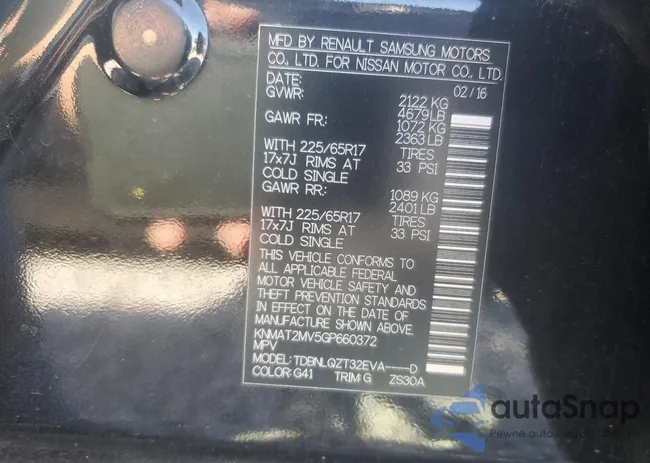 MFD BY RENAULT SAMSUNG MOTORS
CO., LTD. FOR NISSAN MOTOR CO., LTD.
DATE: 02/16
GVWR: 2122 KG
4679LB
GAWR FR: 1072 KG
2363 LB
WITH 225/65R17 TIRES
17x7J RIMS AT 33 PSI
COLD SINGLE
GAWR RR: 1089 KG
2401 LB
WITH 225/65R17 TIRES
17x7J RIMS AT 33 PSI
COLD SINGLE
THIS VEHICLE CONFORMS TO
ALL APPLICABLE FEDERAL
MOTOR VEHICLE SAFETY AND
THEFT PREVENTION STANDARDS
IN EFFECT ON THE DATE OF
MANUFACTURE SHOWN ABOVE.
KNMAT2MV5GP660372
MPV
MODEL: TDBNLQZT32EVA----D
COLOR: G41 TRIM: G ZS30A
autaSnap